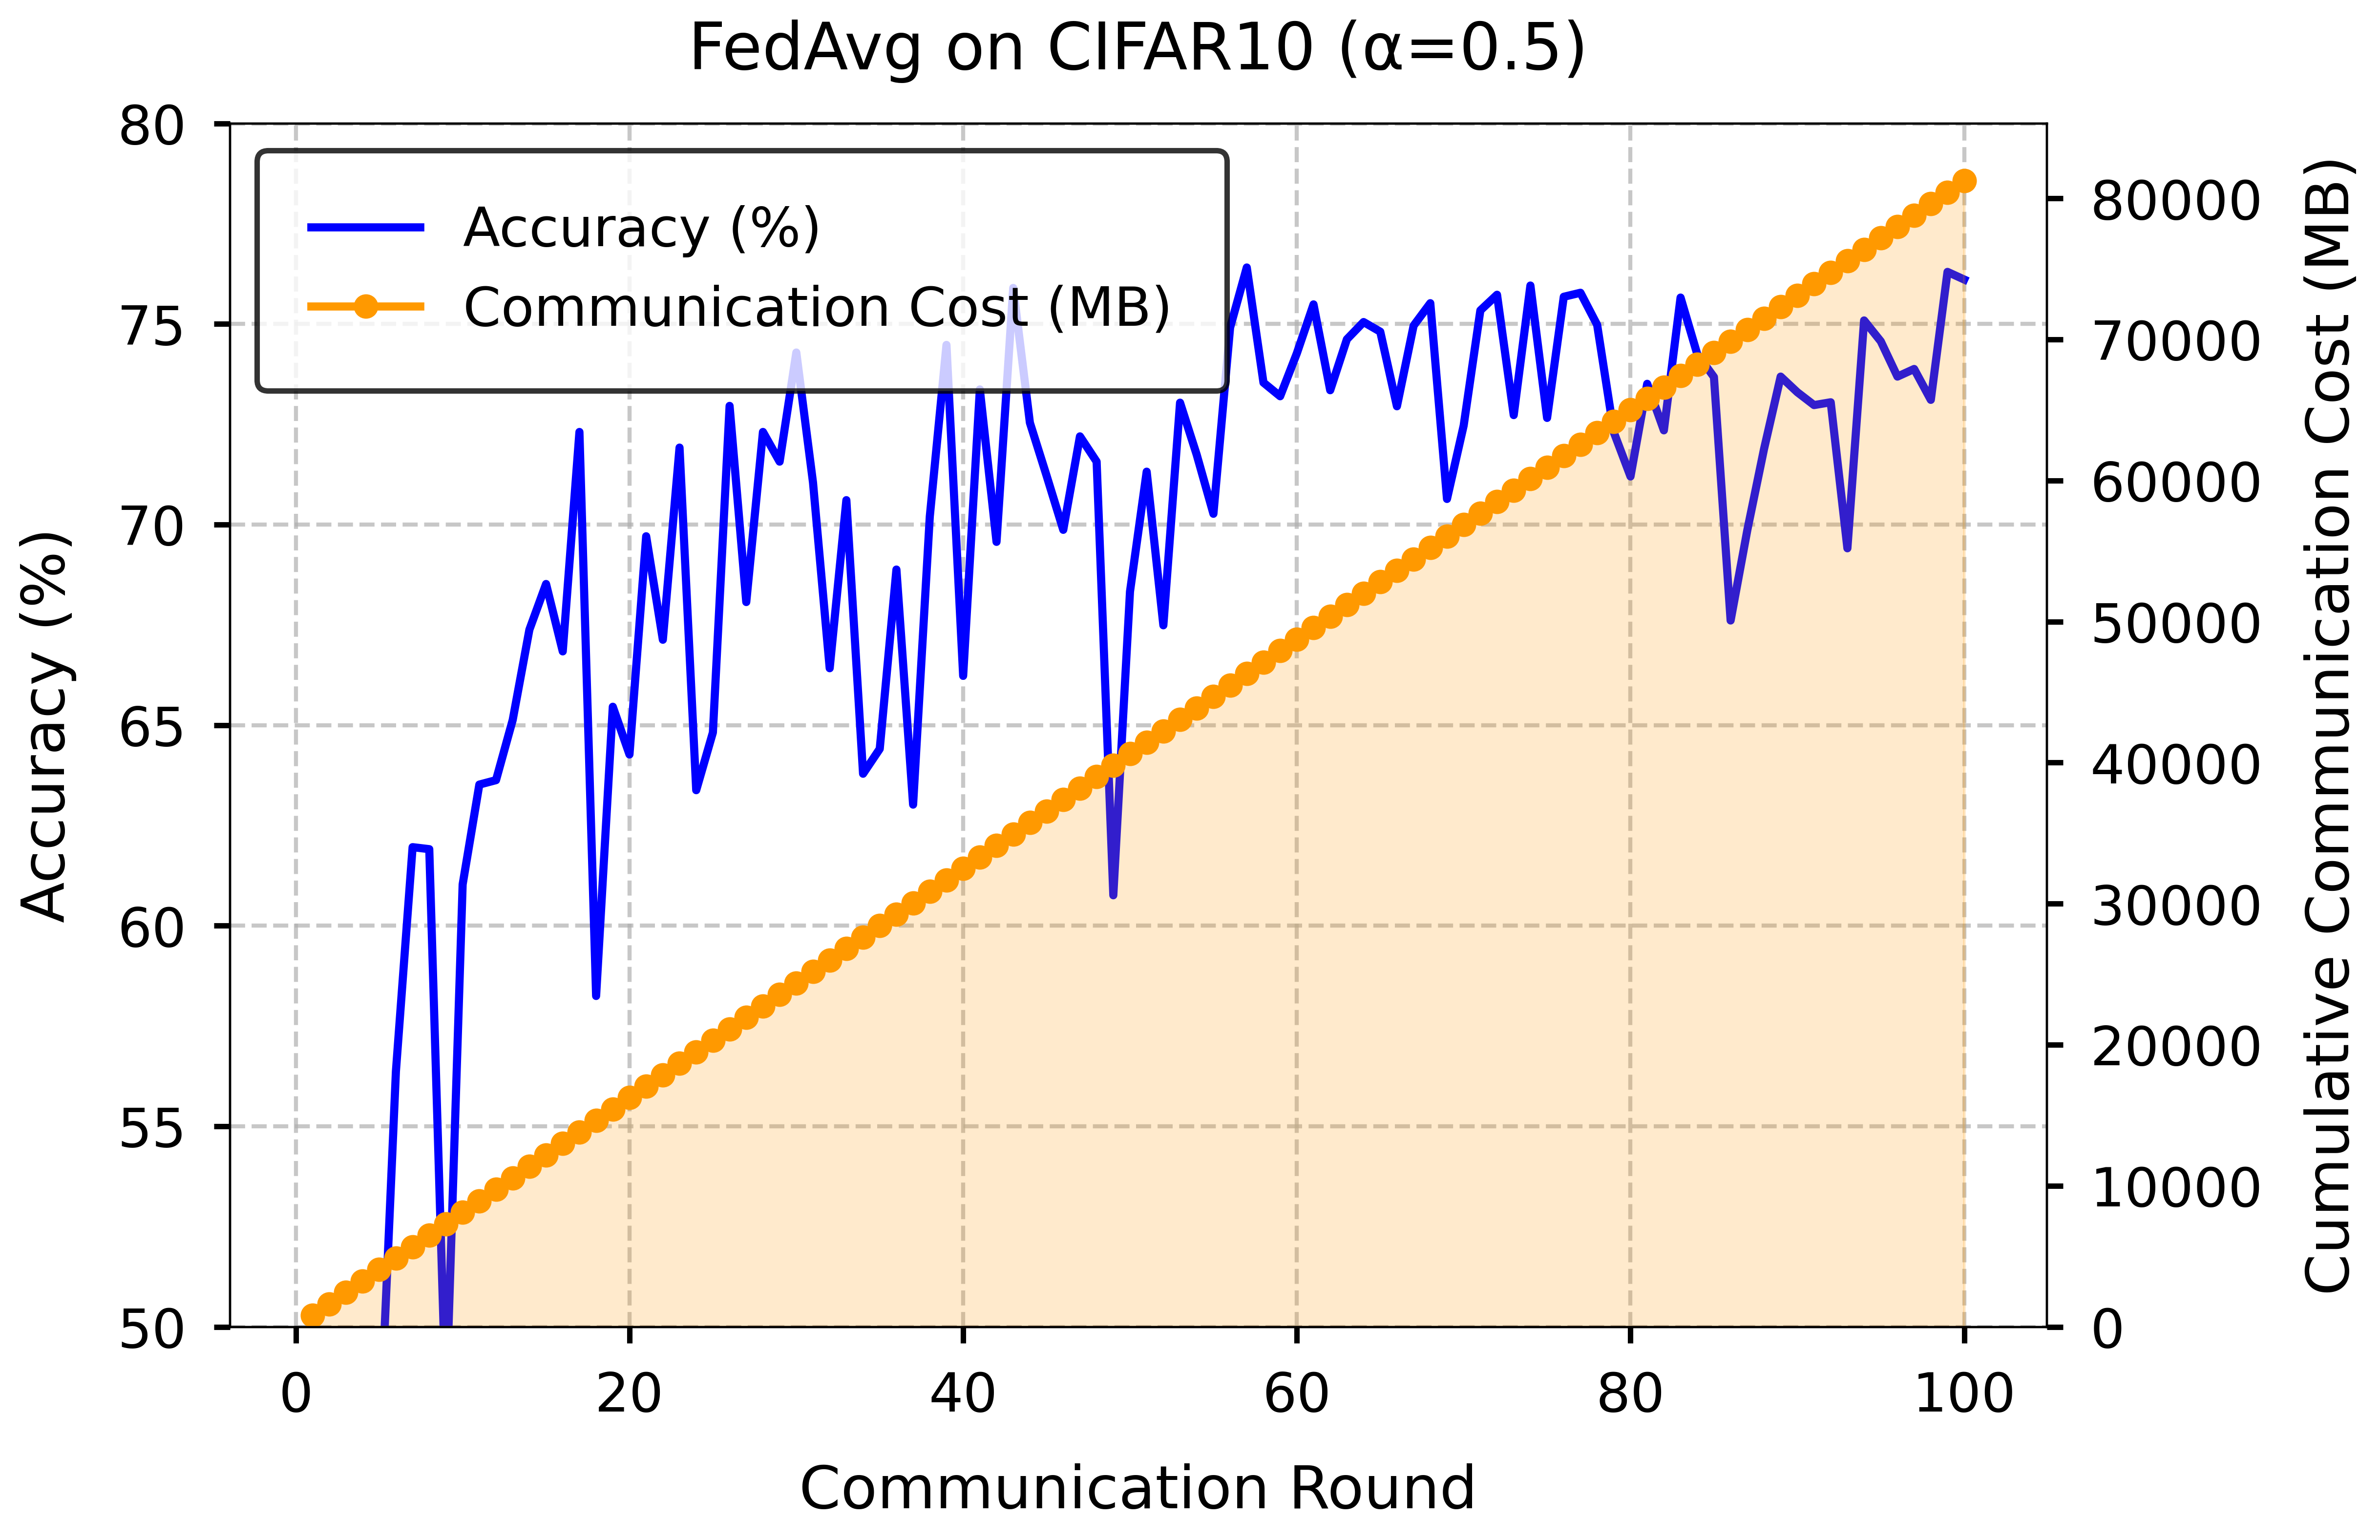 FedAvg on CIFAR10 (α=0.5)
Accuracy (%)
Communication Cost (MB)
80
75
70
65
60
55
50
Accuracy (%)
80000
70000
60000
50000
40000
30000
20000
10000
0
Cumulative Communication Cost (MB)
0 20 40 60 80 100
Communication Round